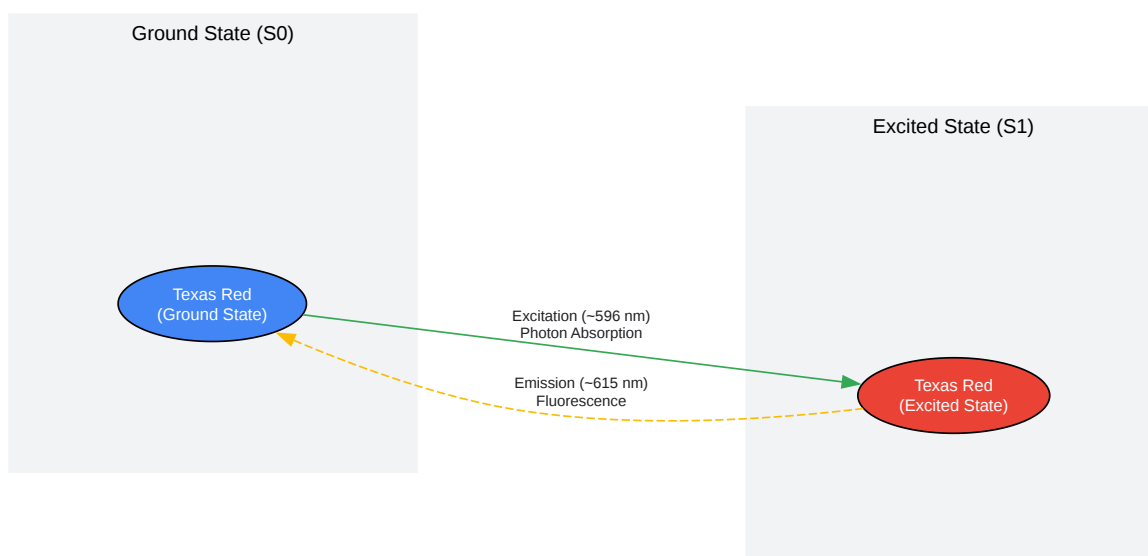 Ground State (S0)
Excited State (S1)
Texas Red
(Ground State)
Excitation (~596 nm)
Photon Absorption
Emission (~615 nm)
Fluorescence
Texas Red
(Excited State)